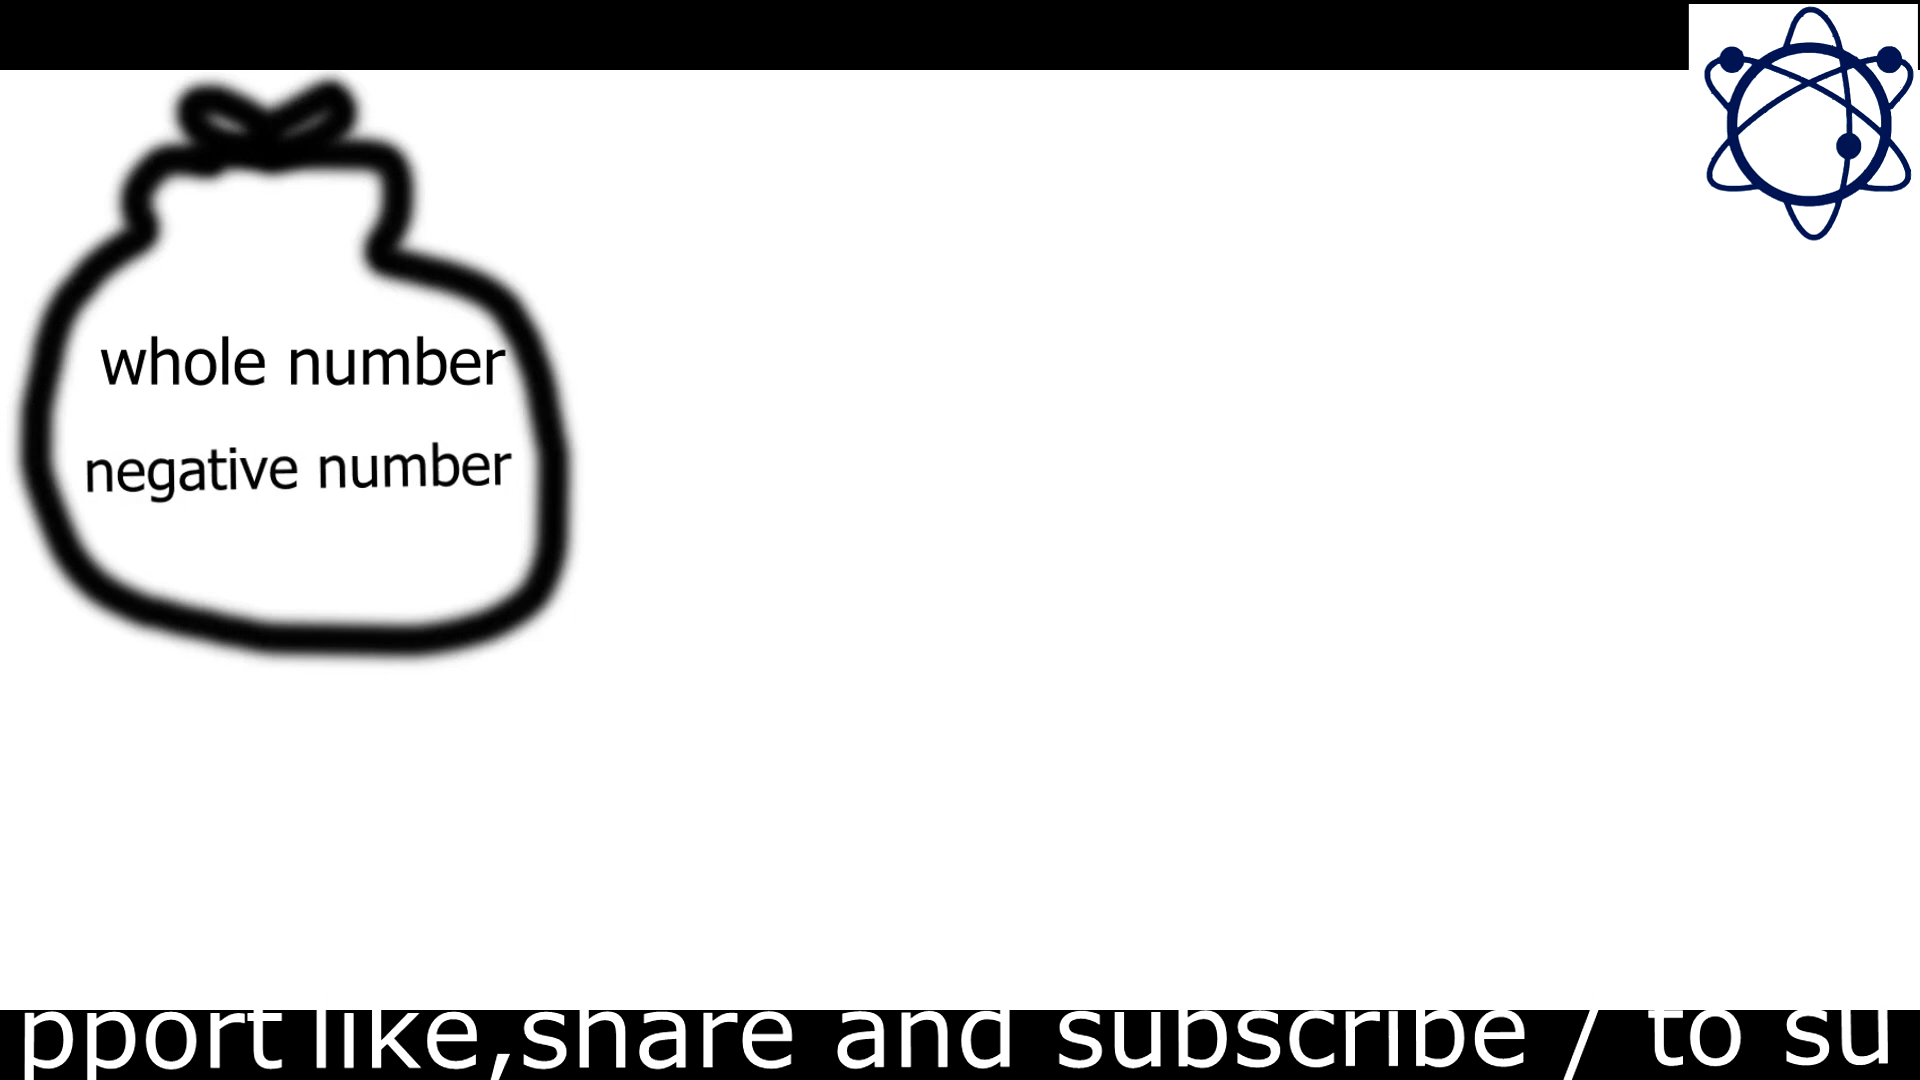 whole number
negative number
pport like,share and subscribe / to su